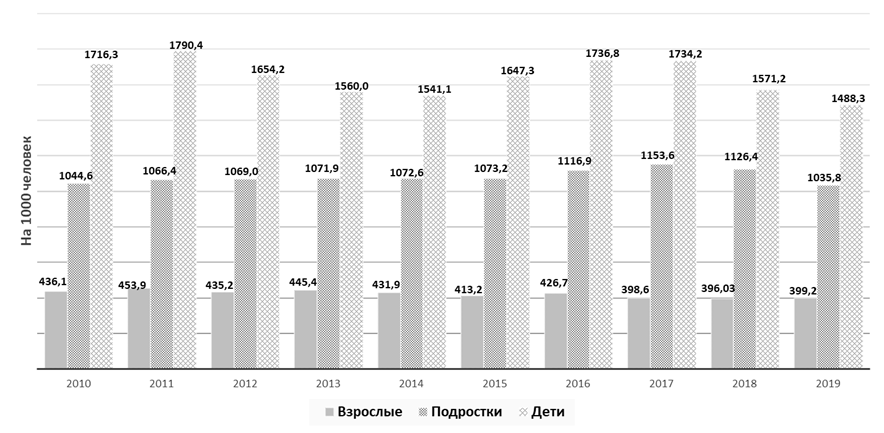 На 1000 человек
1716,3 1790,4 1654,2 1560,0 1541,1 1647,3 1736,8 1734,2 1571,2 1488,3
1044,6 1066,4 1069,0 1071,9 1072,6 1073,2 1116,9 1153,6 1126,4 1035,8
436,1 453,9 435,2 445,4 431,9 413,2 426,7 398,6 396,03 399,2
2010 2011 2012 2013 2014 2015 2016 2017 2018 2019
Взрослые Подростки Дети